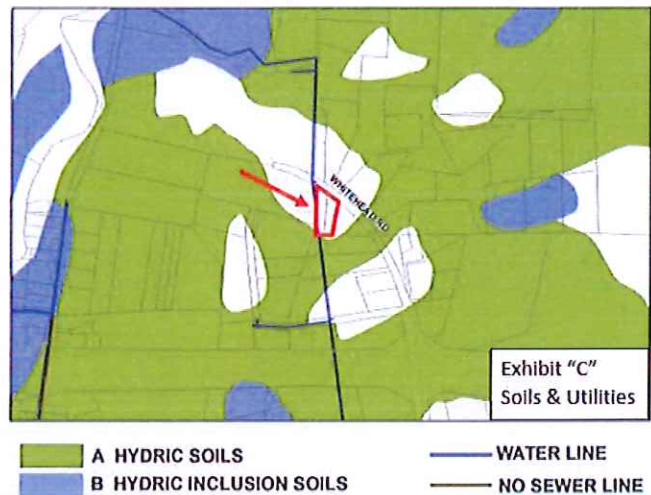 WHITEHEAD RD
Exhibit "C"
Soils & Utilities
A HYDRIC SOILS
WATER LINE
B HYDRIC INCLUSION SOILS
NO SEWER LINE